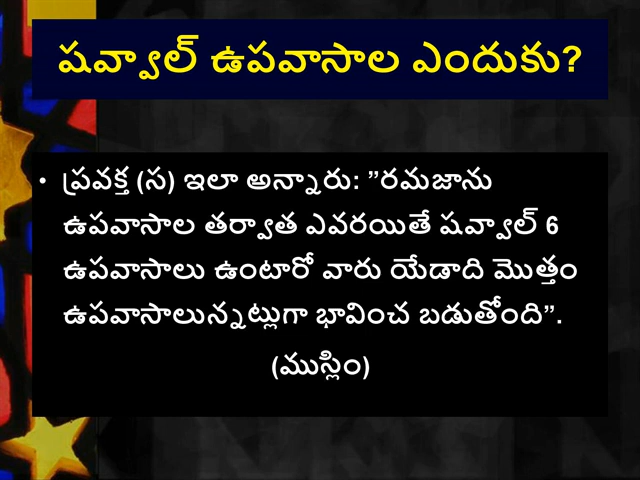 షవ్వాల్ ఉపవాసాల ఎందుకు?
• ప్రవక్త (స) ఇలా అన్నారు: ”రమజాను
ఉపవాసాల తర్వాత ఎవరయితే షవ్వాల్ 6
ఉపవాసాలు ఉంటారో వారు యేడాది మొత్తం
ఉపవాసాలున్నట్లుగా భావించ బడుతోంది”.
(ముస్లిం)